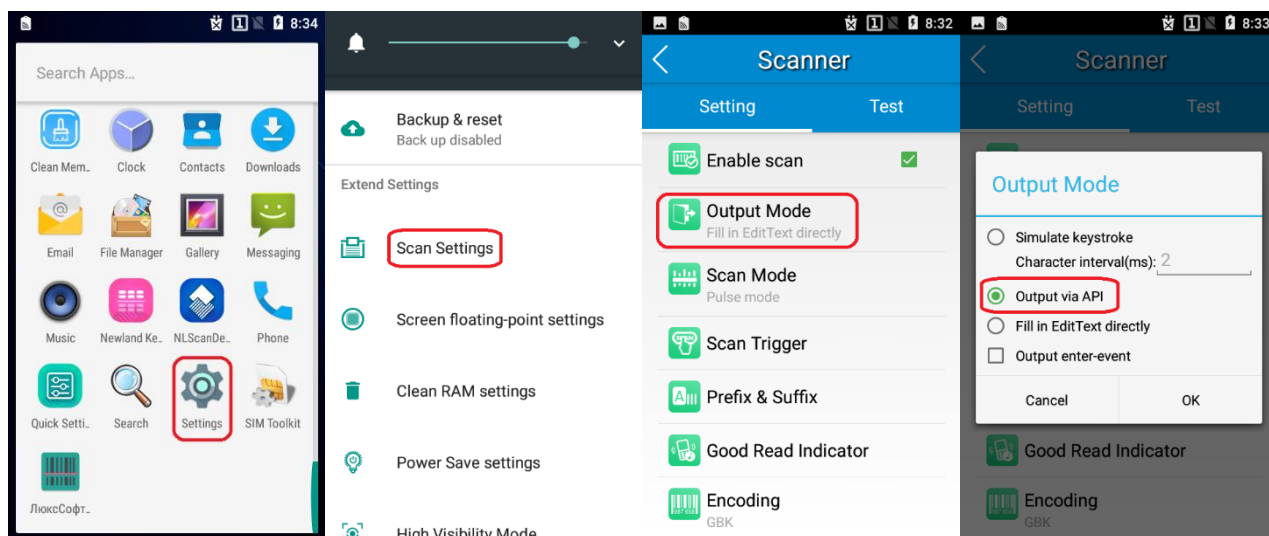 8:34
Search Apps...
Clean Mem..
Clock
Contacts
Downloads
Email
File Manager
Gallery
Messaging
Music
Newland Ke..
NLScanDe..
Phone
Quick Setti..
Search
Settings
SIM Toolkit
ЛюксСофт..
Backup & reset
Back up disabled
Extend Settings
Scan Settings
Screen floating-point settings
Clean RAM settings
Power Save settings
High Visibility Mode
1 8:32
Scanner
Setting Test
Enable scan
Output Mode
Fill in EditText directly
Scan Mode
Pulse mode
Scan Trigger
Prefix & Suffix
Good Read Indicator
Encoding
GBK
1 8:33
Scanner
Setting Test
Output Mode
Simulate keystroke
Character interval(ms): 2
Output via API
Fill in EditText directly
Output enter-event
Cancel OK
Good Read Indicator
Encoding
GBK